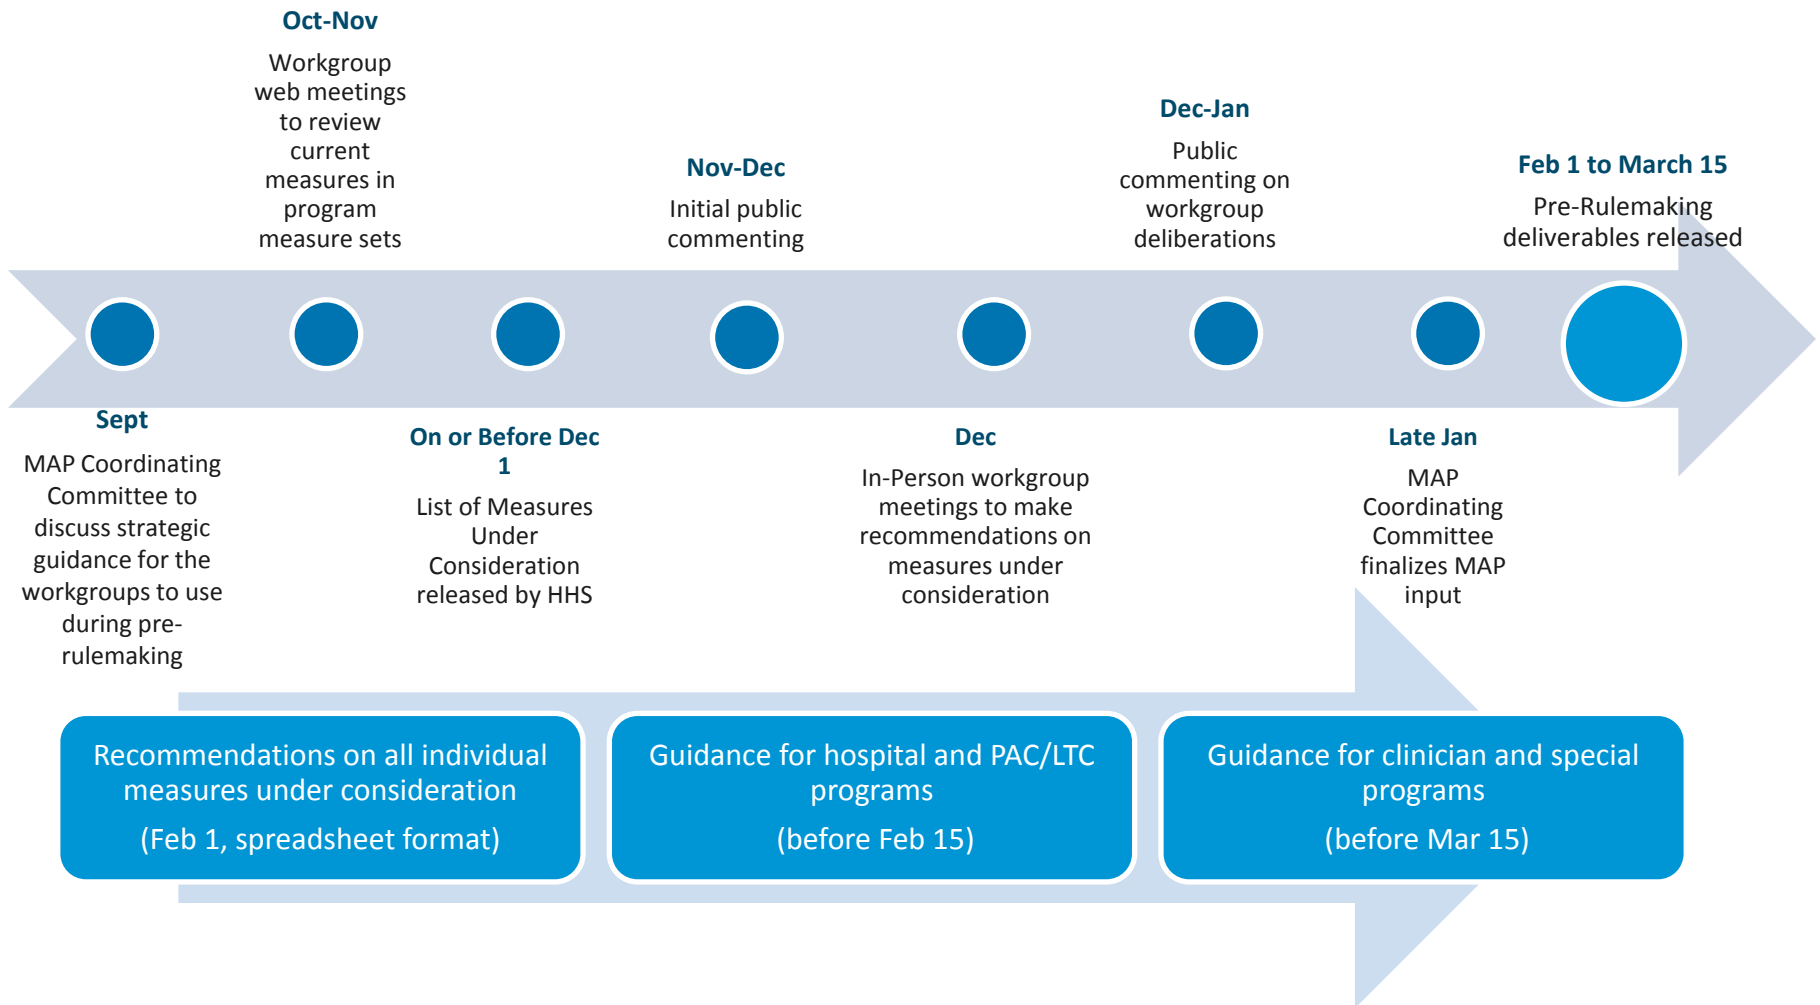 Oct-Nov
Workgroup
web meetings
to review
current
measures in
program
measure sets
Nov-Dec
Initial public
commenting
Dec-Jan
Public
commenting on
workgroup
deliberations
Feb 1 to March 15
Pre-Rulemaking
deliverables released
Sept
MAP Coordinating
Committee to
discuss strategic
guidance for the
workgroups to use
during pre-
rulemaking
On or Before Dec
1
List of Measures
Under
Consideration
released by HHS
Dec
In-Person workgroup
meetings to make
recommendations on
measures under
consideration
Late Jan
MAP
Coordinating
Committee
finalizes MAP
input
Recommendations on all individual
measures under consideration
(Feb 1, spreadsheet format)
Guidance for hospital and PAC/LTC
programs
(before Feb 15)
Guidance for clinician and special
programs
(before Mar 15)